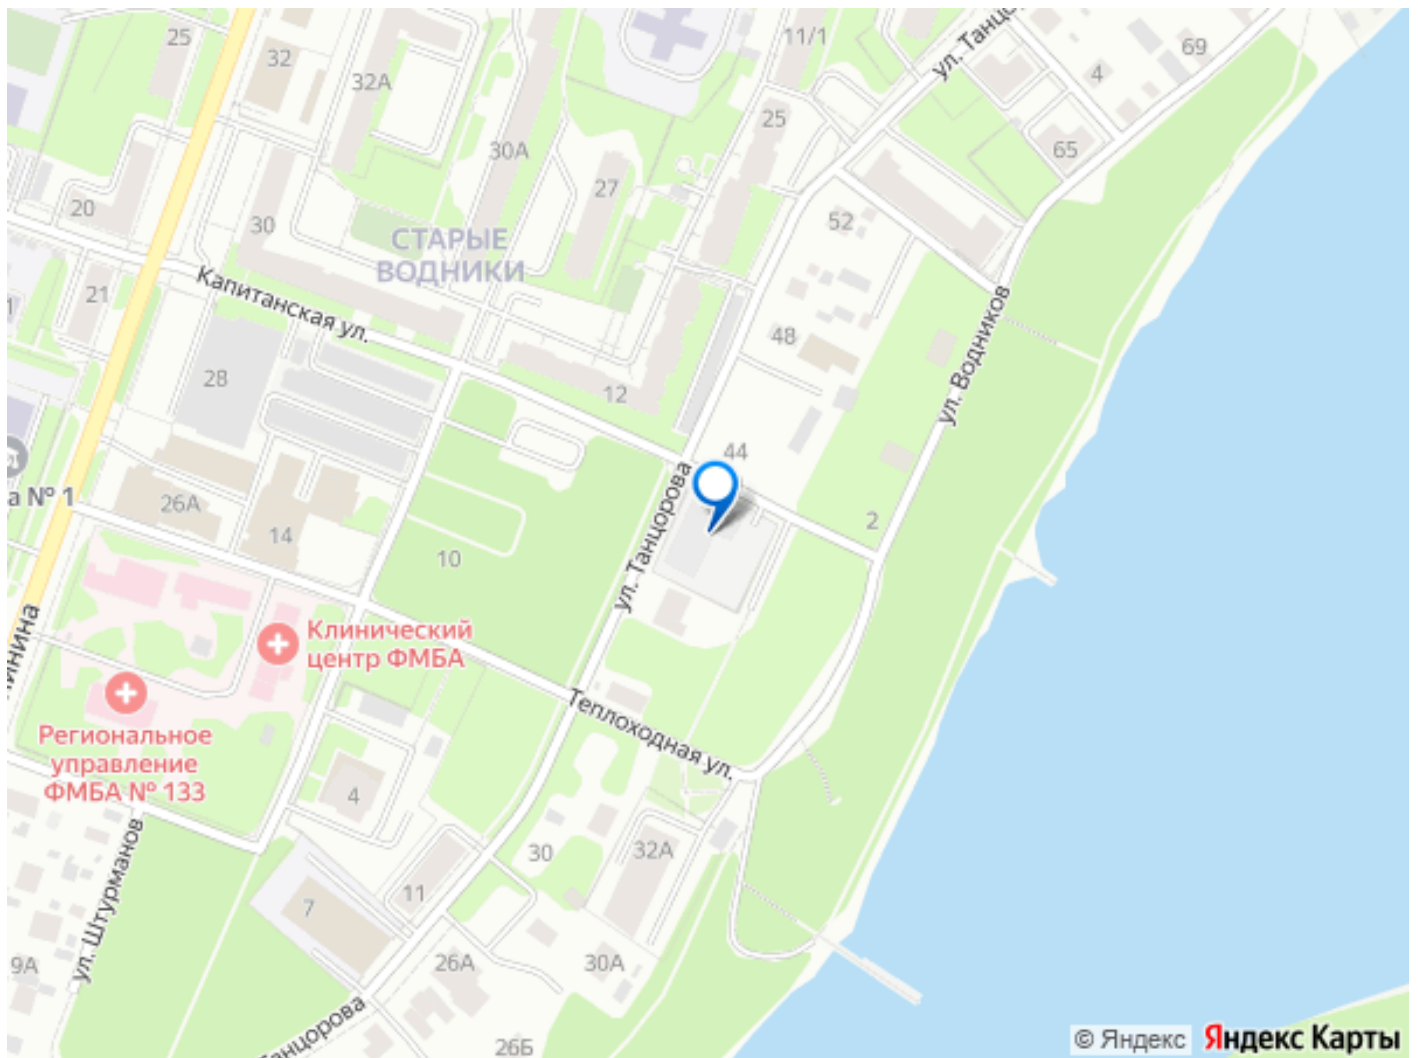 25
32
32А
11/1
ул. Танцо
69
4
25
30А
65
27
20
30
СТАРЫЕ
ВОДНИКИ
52
21
1
Капитанская ул.
48
ул. Водников
28
12
44
а № 1
26А
14
ул. Танцорова
2
10
Клинический
центр ФМБА
инина
Региональное
управление
ФМБА № 133
Теплоходная ул.
4
ул. Штурманов
30
32А
11
7
9А
26А
30А
анцорова
26Б
© Яндекс
Яндекс Карты